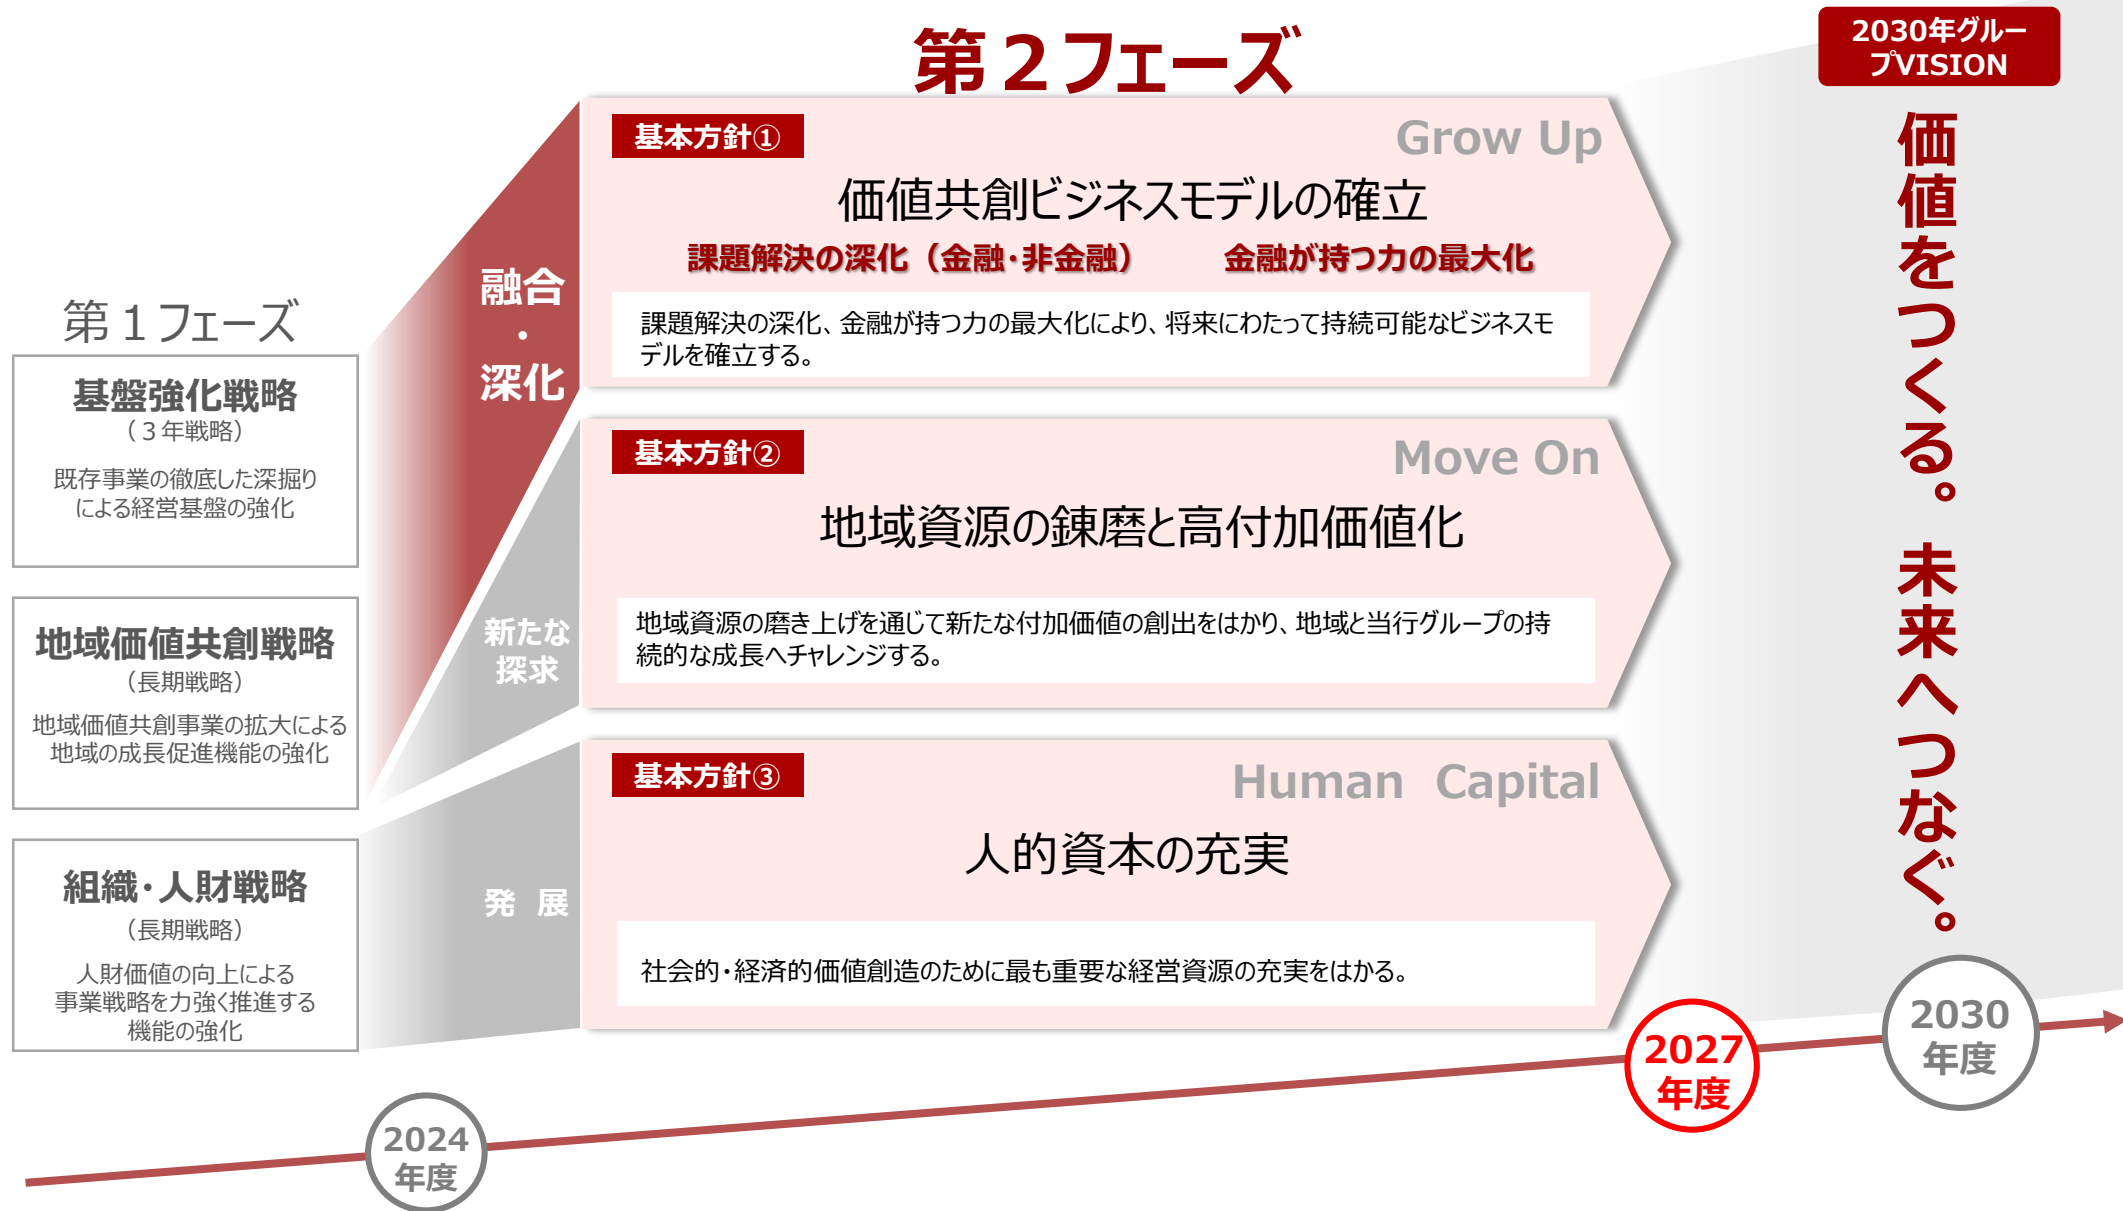 第２フェーズ
2030年グルー
プVISION
価値をつくる。未来へつなぐ。
第１フェーズ
基盤強化戦略
（３年戦略）
既存事業の徹底した深掘り
による経営基盤の強化
地域価値共創戦略
（長期戦略）
地域価値共創事業の拡大による
地域の成長促進機能の強化
組織・人財戦略
（長期戦略）
人財価値の向上による
事業戦略を力強く推進する
機能の強化
融合
・
深化
新たな
探求
発 展
基本方針①
Grow Up
価値共創ビジネスモデルの確立
課題解決の深化（金融・非金融）　金融が持つ力の最大化
課題解決の深化、金融が持つ力の最大化により、将来にわたって持続可能なビジネスモ
デルを確立する。
基本方針②
Move On
地域資源の錬磨と高付加価値化
地域資源の磨き上げを通じて新たな付加価値の創出をはかり、地域と当行グループの持
続的な成長へチャレンジする。
基本方針③
Human Capital
人的資本の充実
社会的・経済的価値創造のために最も重要な経営資源の充実をはかる。
2024
年度
2027
年度
2030
年度